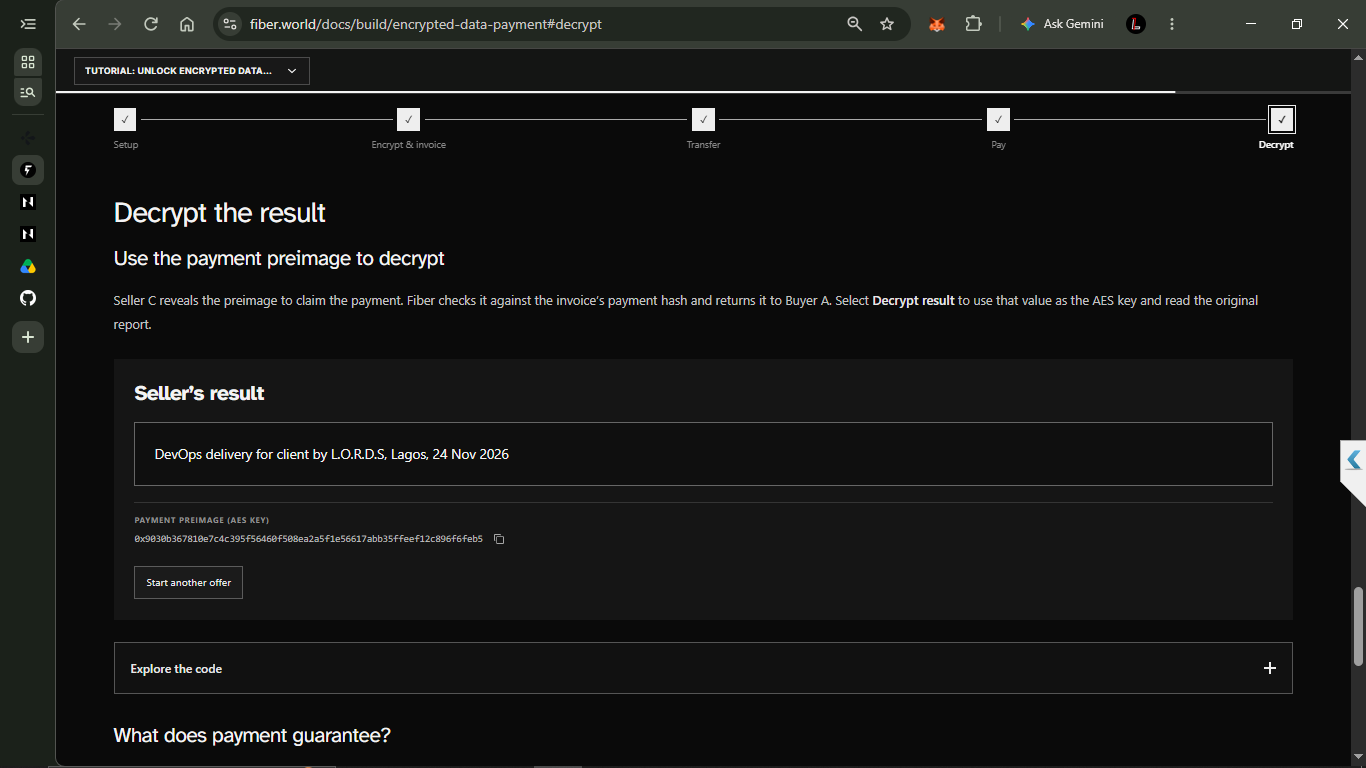 fiber.world/docs/build/encrypted-data-payment#decrypt
Ask Gemini
TUTORIAL: UNLOCK ENCRYPTED DATA...
Setup
Encrypt & invoice
Transfer
Pay
Decrypt
Decrypt the result
Use the payment preimage to decrypt
Seller C reveals the preimage to claim the payment. Fiber checks it against the invoice’s payment hash and returns it to Buyer A. Select Decrypt result to use that value as the AES key and read the original
report.
Seller’s result
DevOps delivery for client by L.O.R.D.S, Lagos, 24 Nov 2026
PAYMENT PREIMAGE (AES KEY)
0x9030b367810e7c4c395f56460f508ea2a5f1e56617abb35ffeef12c896f6feb5
Start another offer
Explore the code
What does payment guarantee?